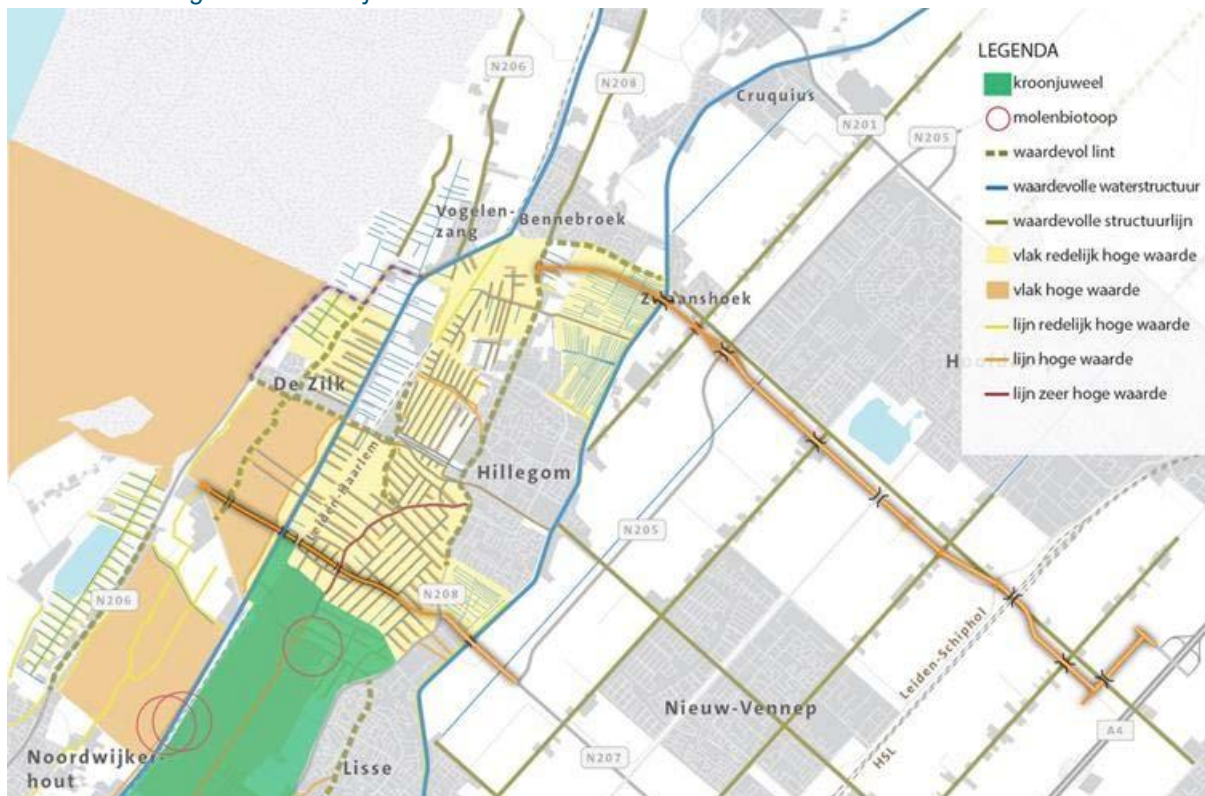 N206
N208
Cruquius
N201
N205
Vogelen-
zang
Bennebroek
Zwaanshoek
De Zilk
Leiden-Haarlem
Hillegom
N205
N206
N208
Leiden-Schiphol
HSL
Nieuw-Vennep
A4
Noordwijker-
hout
Lisse
N207
LEGENDA
kroonjuweel
molenbiotoop
waardevol lint
waardevolle waterstructuur
waardevolle structuurlijn
vlak redelijk hoge waarde
vlak hoge waarde
lijn redelijk hoge waarde
lijn hoge waarde
lijn zeer hoge waarde